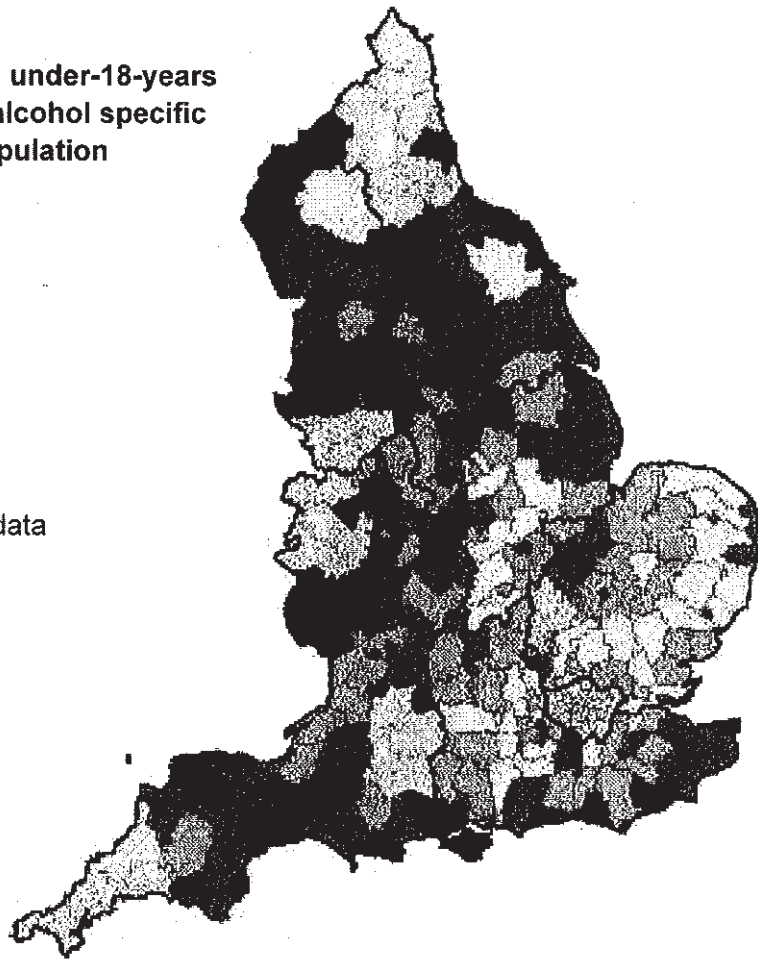 under-18-years
alcohol specific
pulation
data